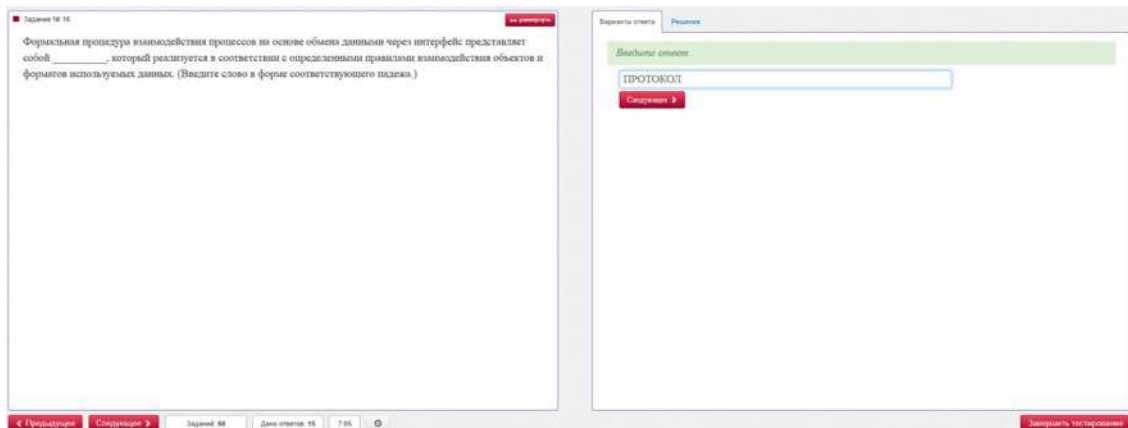 Задание № 16
развернуть
Формальная процедура взаимодействия процессов на основе обмена данными через интерфейс представляет
собой __________, который реализуется в соответствии с определенными правилами взаимодействия объектов и
форматов используемых данных. (Введите слово в форме соответствующего падежа.)
Варианты ответа Решение
Введите ответ
ПРОТОКОЛ
Следующее
Предыдущее Следующее Заданий Дано ответов 15
Завершить тестирование